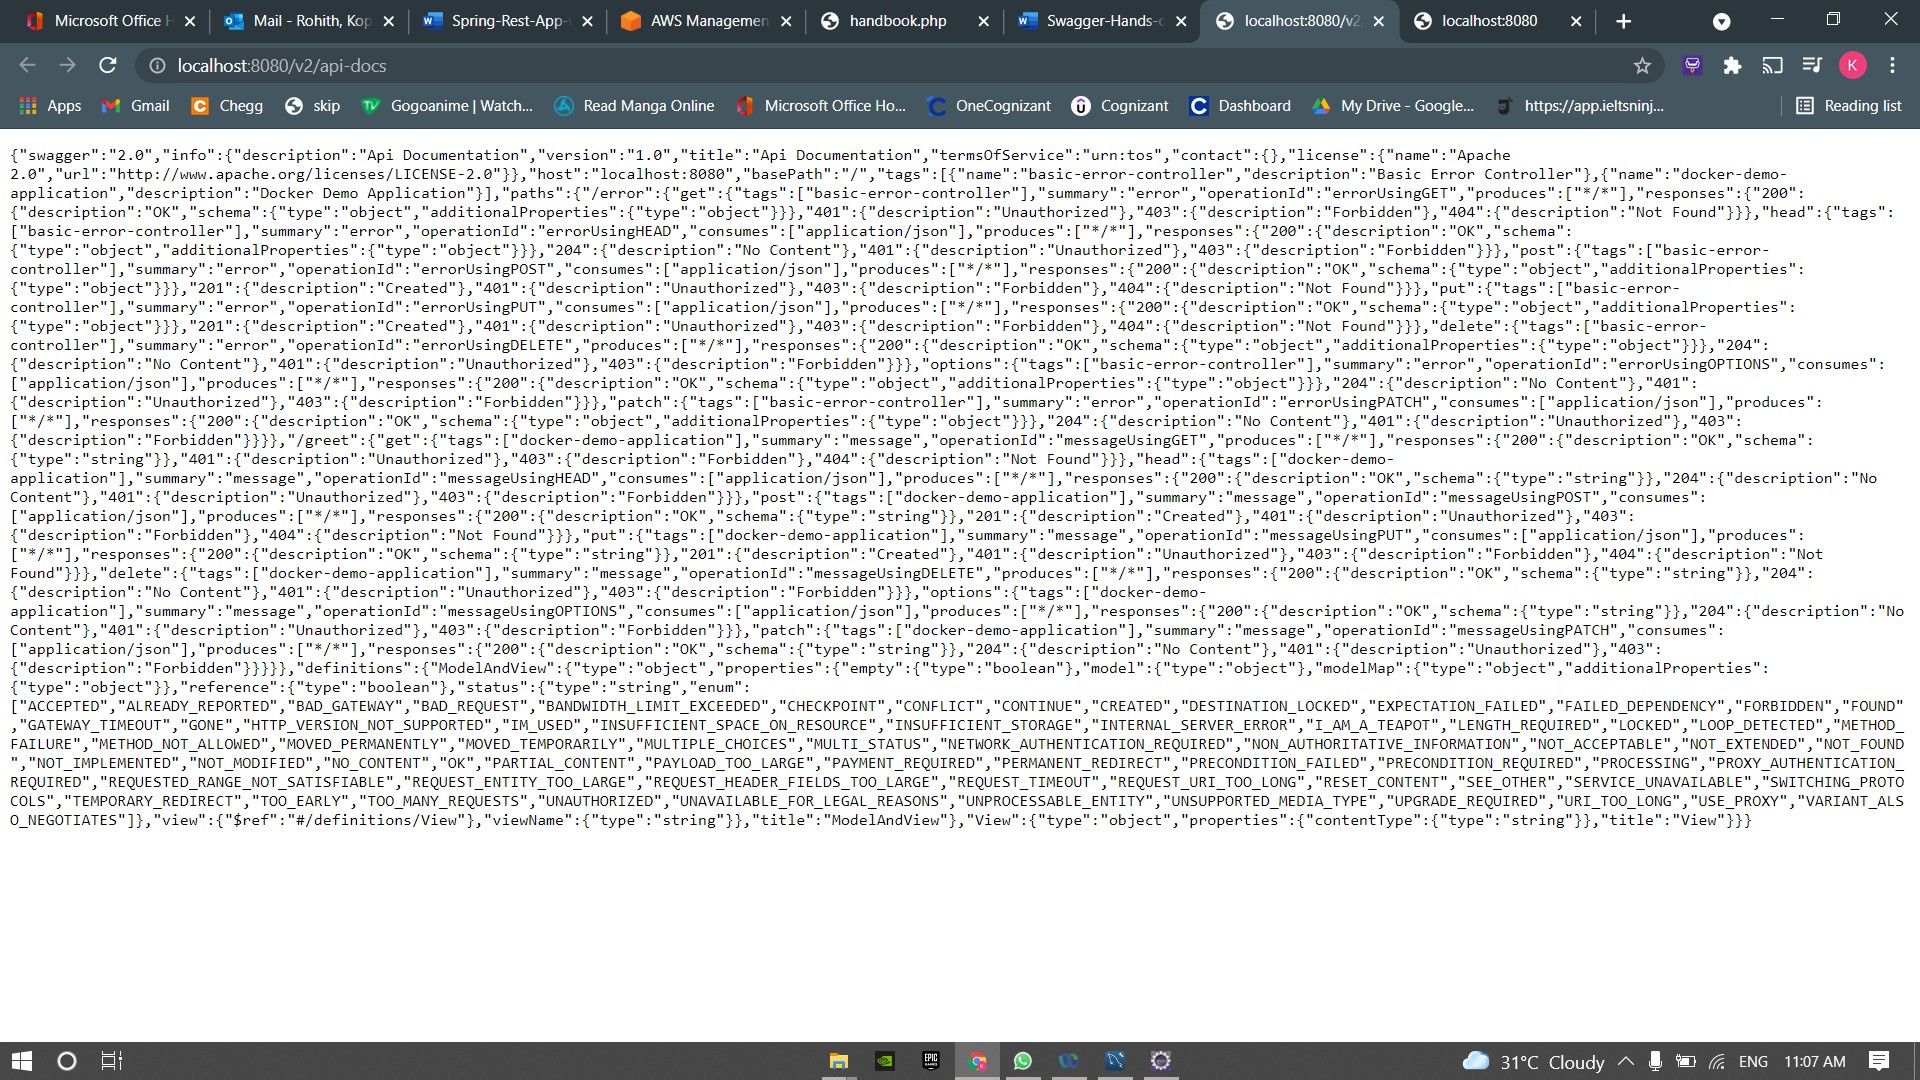 Microsoft Office H
Mail - Rohith, Kop
Spring-Rest-App-
AWS Managemen
handbook.php
Swagger-Hands-o
localhost:8080/v2
localhost:8080
localhost:8080/v2/api-docs
K
Apps
Gmail
Chegg
skip
Gogoanime | Watch...
Read Manga Online
Microsoft Office Ho...
OneCognizant
Cognizant
Dashboard
My Drive - Google...
https://app.ieltsninj...
Reading list
{"swagger":"2.0","info":{"description":"Api Documentation","version":"1.0","title":"Api Documentation","termsOfService":"urn:tos","contact":{},"license":{"name":"Apache
2.0","url":"http://www.apache.org/licenses/LICENSE-2.0"}},"host":"localhost:8080","basePath":"/","tags":[{"name":"basic-error-controller","description":"Basic Error Controller"},{"name":"docker-demo-
application","description":"Docker Demo Application"}],"paths":{"/error":{"get":{"tags":["basic-error-controller"],"summary":"error","operationId":"errorUsingGET","produces":["*/*"],"responses":{"200":
{"description":"OK","schema":{"type":"object","additionalProperties":{"type":"object"}}},"401":{"description":"Unauthorized"},"403":{"description":"Forbidden"},"404":{"description":"Not Found"}}},"head":{"tags":
["basic-error-controller"],"summary":"error","operationId":"errorUsingHEAD","consumes":["application/json"],"produces":["*/*"],"responses":{"200":{"description":"OK","schema":
{"type":"object","additionalProperties":{"type":"object"}}},"204":{"description":"No Content"},"401":{"description":"Unauthorized"},"403":{"description":"Forbidden"}}},"post":{"tags":["basic-error-
controller"],"summary":"error","operationId":"errorUsingPOST","consumes":["application/json"],"produces":["*/*"],"responses":{"200":{"description":"OK","schema":{"type":"object","additionalProperties":
{"type":"object"}}},"201":{"description":"Created"},"401":{"description":"Unauthorized"},"403":{"description":"Forbidden"},"404":{"description":"Not Found"}}},"put":{"tags":["basic-error-
controller"],"summary":"error","operationId":"errorUsingPUT","consumes":["application/json"],"produces":["*/*"],"responses":{"200":{"description":"OK","schema":{"type":"object","additionalProperties":
{"type":"object"}}},"201":{"description":"Created"},"401":{"description":"Unauthorized"},"403":{"description":"Forbidden"},"404":{"description":"Not Found"}}},"delete":{"tags":["basic-error-
controller"],"summary":"error","operationId":"errorUsingDELETE","produces":["*/*"],"responses":{"200":{"description":"OK","schema":{"type":"object","additionalProperties":{"type":"object"}}},"204":
{"description":"No Content"},"401":{"description":"Unauthorized"},"403":{"description":"Forbidden"}}},"options":{"tags":["basic-error-controller"],"summary":"error","operationId":"errorUsingOPTIONS","consumes":
["application/json"],"produces":["*/*"],"responses":{"200":{"description":"OK","schema":{"type":"object","additionalProperties":{"type":"object"}}},"204":{"description":"No Content"},"401":
{"description":"Unauthorized"},"403":{"description":"Forbidden"}}},"patch":{"tags":["basic-error-controller"],"summary":"error","operationId":"errorUsingPATCH","consumes":["application/json"],"produces":
["*/*"],"responses":{"200":{"description":"OK","schema":{"type":"object","additionalProperties":{"type":"object"}}},"204":{"description":"No Content"},"401":{"description":"Unauthorized"},"403":
{"description":"Forbidden"}}}},"/greet":{"get":{"tags":["docker-demo-application"],"summary":"message","operationId":"messageUsingGET","produces":["*/*"],"responses":{"200":{"description":"OK","schema":
{"type":"string"}},"401":{"description":"Unauthorized"},"403":{"description":"Forbidden"},"404":{"description":"Not Found"}}},"head":{"tags":["docker-demo-
application"],"summary":"message","operationId":"messageUsingHEAD","consumes":["application/json"],"produces":["*/*"],"responses":{"200":{"description":"OK","schema":{"type":"string"}},"204":{"description":"No
Content"},"401":{"description":"Unauthorized"},"403":{"description":"Forbidden"}}},"post":{"tags":["docker-demo-application"],"summary":"message","operationId":"messageUsingPOST","consumes":
["application/json"],"produces":["*/*"],"responses":{"200":{"description":"OK","schema":{"type":"string"}},"201":{"description":"Created"},"401":{"description":"Unauthorized"},"403":
{"description":"Forbidden"},"404":{"description":"Not Found"}}},"put":{"tags":["docker-demo-application"],"summary":"message","operationId":"messageUsingPUT","consumes":["application/json"],"produces":
["*/*"],"responses":{"200":{"description":"OK","schema":{"type":"string"}},"201":{"description":"Created"},"401":{"description":"Unauthorized"},"403":{"description":"Forbidden"},"404":{"description":"Not
Found"}}},"delete":{"tags":["docker-demo-application"],"summary":"message","operationId":"messageUsingDELETE","produces":["*/*"],"responses":{"200":{"description":"OK","schema":{"type":"string"}},"204":
{"description":"No Content"},"401":{"description":"Unauthorized"},"403":{"description":"Forbidden"}}},"options":{"tags":["docker-demo-
application"],"summary":"message","operationId":"messageUsingOPTIONS","consumes":["application/json"],"produces":["*/*"],"responses":{"200":{"description":"OK","schema":{"type":"string"}},"204":{"description":"No
Content"},"401":{"description":"Unauthorized"},"403":{"description":"Forbidden"}}},"patch":{"tags":["docker-demo-application"],"summary":"message","operationId":"messageUsingPATCH","consumes":
["application/json"],"produces":["*/*"],"responses":{"200":{"description":"OK","schema":{"type":"string"}},"204":{"description":"No Content"},"401":{"description":"Unauthorized"},"403":
{"description":"Forbidden"}}}}},"definitions":{"ModelAndView":{"type":"object","properties":{"empty":{"type":"boolean"},"model":{"type":"object"},"modelMap":{"type":"object","additionalProperties":
{"type":"object"}},"reference":{"type":"boolean"},"status":{"type":"string","enum":
["ACCEPTED","ALREADY_REPORTED","BAD_GATEWAY","BAD_REQUEST","BANDWIDTH_LIMIT_EXCEEDED","CHECKPOINT","CONFLICT","CONTINUE","CREATED","DESTINATION_LOCKED","EXPECTATION_FAILED","FAILED_DEPENDENCY","FORBIDDEN","FOUND"
,"GATEWAY_TIMEOUT","GONE","HTTP_VERSION_NOT_SUPPORTED","IM_USED","INSUFFICIENT_SPACE_ON_RESOURCE","INSUFFICIENT_STORAGE","INTERNAL_SERVER_ERROR","I_AM_A_TEAPOT","LENGTH_REQUIRED","LOCKED","LOOP_DETECTED","METHOD_
FAILURE","METHOD_NOT_ALLOWED","MOVED_PERMANENTLY","MOVED_TEMPORARILY","MULTIPLE_CHOICES","MULTI_STATUS","NETWORK_AUTHENTICATION_REQUIRED","NON_AUTHORITATIVE_INFORMATION","NOT_ACCEPTABLE","NOT_EXTENDED","NOT_FOUND
","NOT_IMPLEMENTED","NOT_MODIFIED","NO_CONTENT","OK","PARTIAL_CONTENT","PAYLOAD_TOO_LARGE","PAYMENT_REQUIRED","PERMANENT_REDIRECT","PRECONDITION_FAILED","PRECONDITION_REQUIRED","PROCESSING","PROXY_AUTHENTICATION_
REQUIRED","REQUESTED_RANGE_NOT_SATISFIABLE","REQUEST_ENTITY_TOO_LARGE","REQUEST_HEADER_FIELDS_TOO_LARGE","REQUEST_TIMEOUT","REQUEST_URI_TOO_LONG","RESET_CONTENT","SEE_OTHER","SERVICE_UNAVAILABLE","SWITCHING_PROTO
COLS","TEMPORARY_REDIRECT","TOO_EARLY","TOO_MANY_REQUESTS","UNAUTHORIZED","UNAVAILABLE_FOR_LEGAL_REASONS","UNPROCESSABLE_ENTITY","UNSUPPORTED_MEDIA_TYPE","UPGRADE_REQUIRED","URI_TOO_LONG","USE_PROXY","VARIANT_ALS
O_NEGOTIATES"]},"view":{"$ref":"#/definitions/View"},"viewName":{"type":"string"}},"title":"ModelAndView"},"View":{"type":"object","properties":{"contentType":{"type":"string"}},"title":"View"}}}
EPIC
31°C Cloudy
ENG
11:07 AM